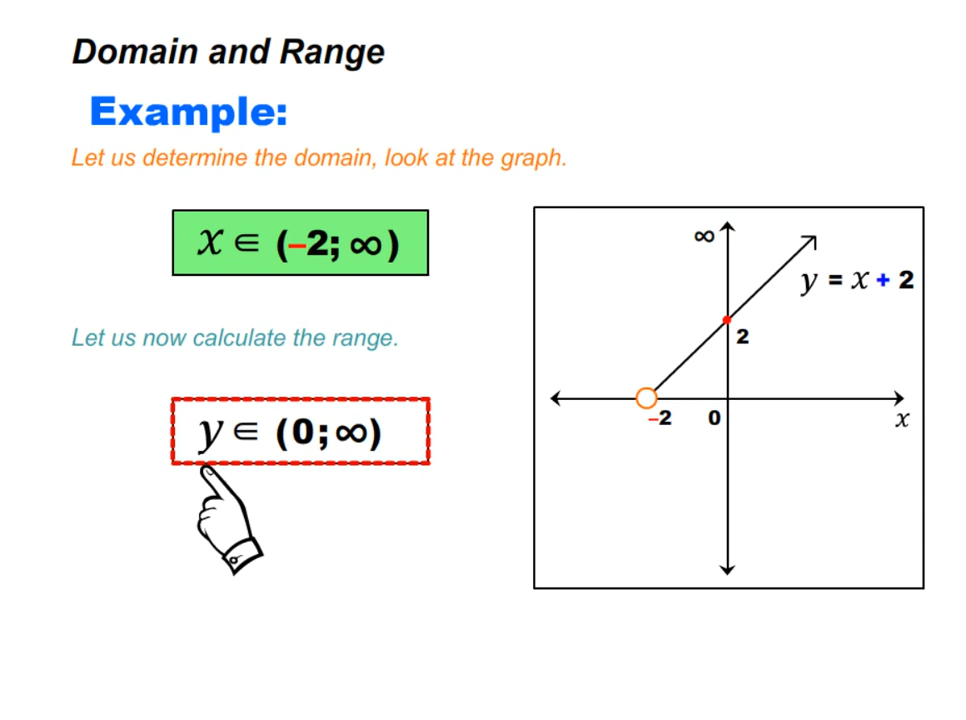 Domain and Range
Example:
Let us determine the domain, look at the graph.
x ∈ (–2; ∞)
∞
y = x + 2
2
Let us now calculate the range.
y ∈ (0; ∞)
–2
0
x